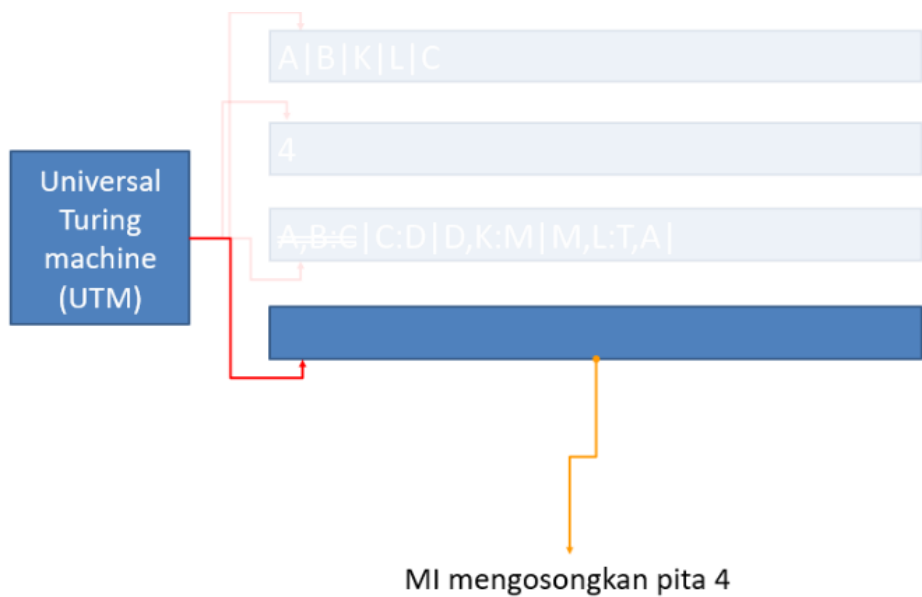 A|B|K|L|C
4
Universal
Turing
machine
(UTM)
A,B:C|C:D|D,K:M|M,L:T,A|
MI mengosongkan pita 4